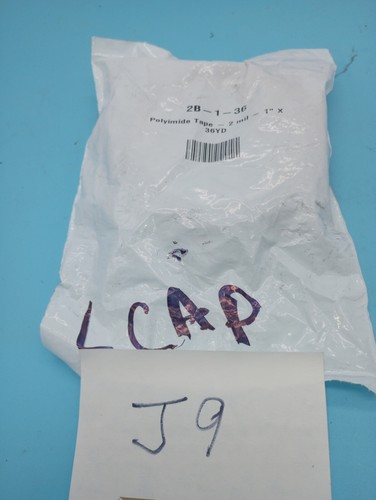 2B-1-36
Polyimide Tape - 2 mil - 1" x
36YD
LCAP
J9